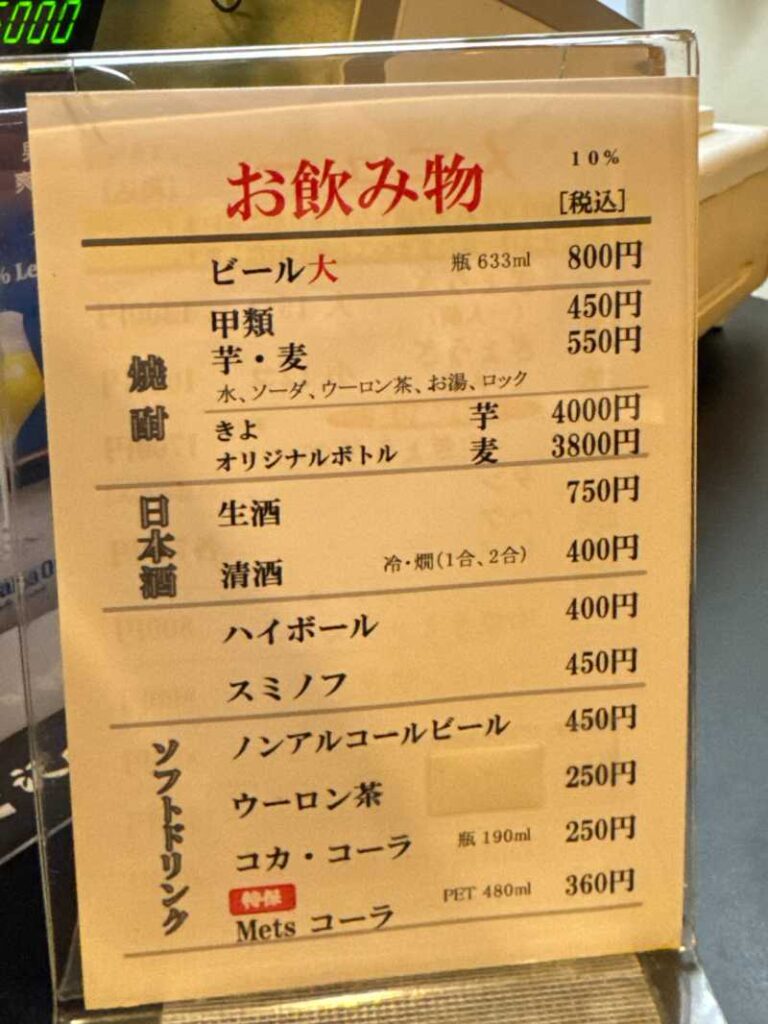 5000
お飲み物 10% [税込]
ビール大 瓶 633ml 800円
焼酎
甲類 450円
芋・麦 550円
水、ソーダ、ウーロン茶、お湯、ロック
きよ 芋 4000円
オリジナルボトル 麦 3800円
日本酒
生酒 750円
清酒 冷・燗(1合、2合) 400円
ハイボール 400円
スミノフ 450円
ソフトドリンク
ノンアルコールビール 450円
ウーロン茶 250円
コカ・コーラ 瓶 190ml 250円
特保
Mets コーラ PET 480ml 360円